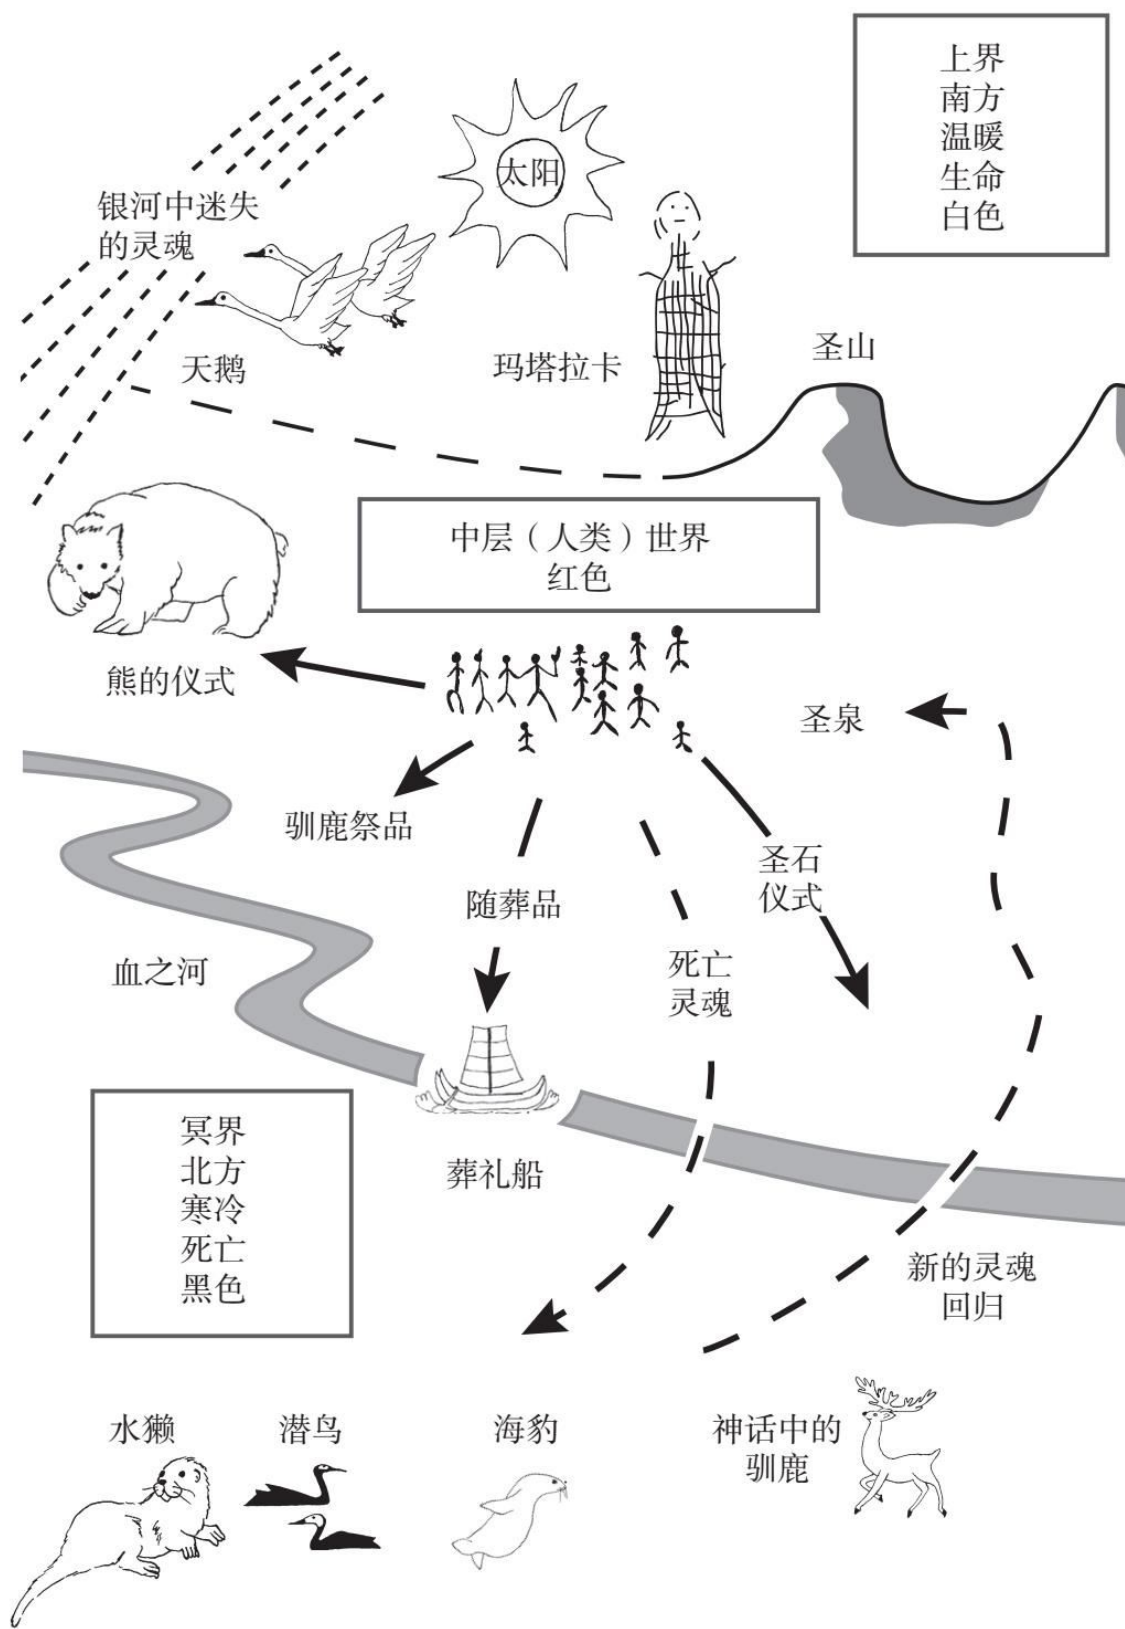 上界
南方
温暖
生命
白色
太阳
银河中迷失
的灵魂
天鹅
玛塔拉卡
圣山
中层（人类）世界
红色
熊的仪式
圣泉
驯鹿祭品
圣石
仪式
随葬品
死亡
灵魂
血之河
冥界
北方
寒冷
死亡
黑色
葬礼船
新的灵魂
回归
水獭
潜鸟
海豹
神话中的
驯鹿